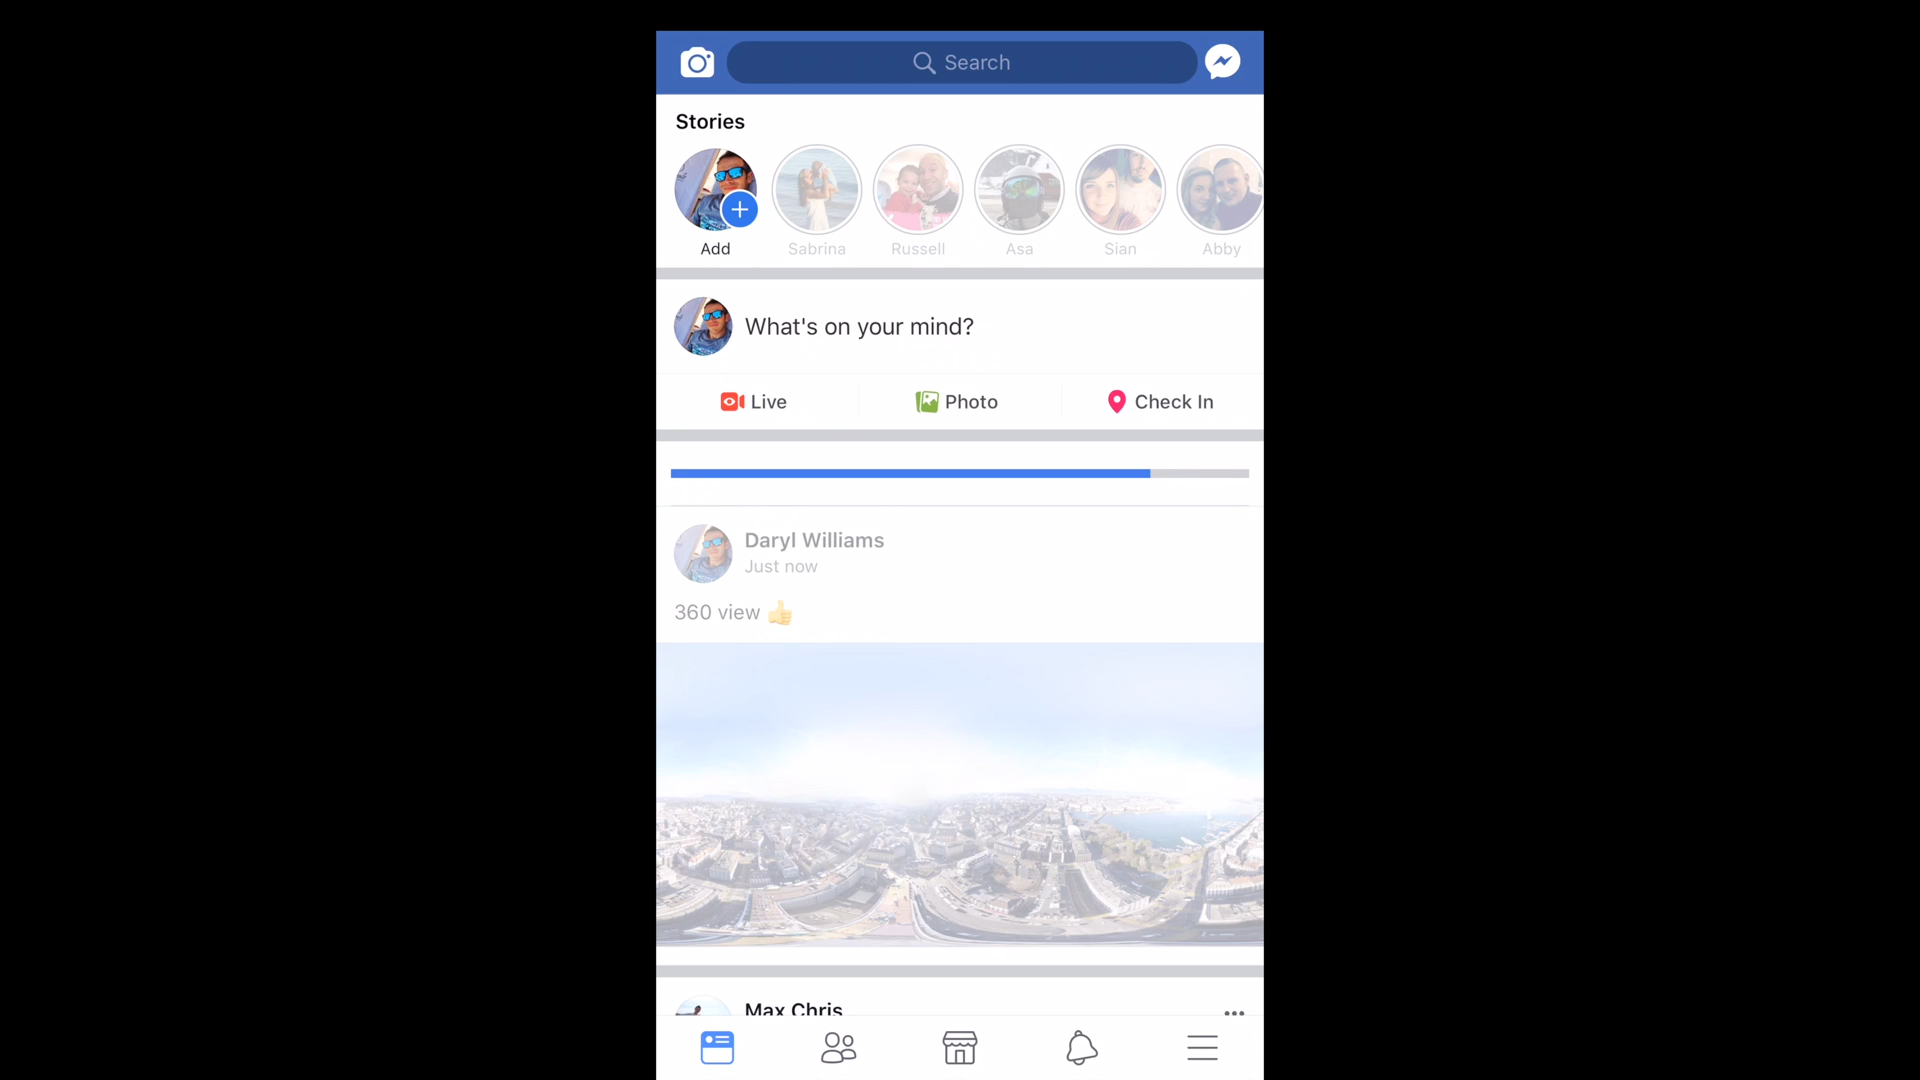 Search
Stories
Add
Sabrina
Russell
Asa
Sian
Abby
What's on your mind?
Live
Photo
Check In
Daryl Williams
Just now
360 view 👍
Max Chris